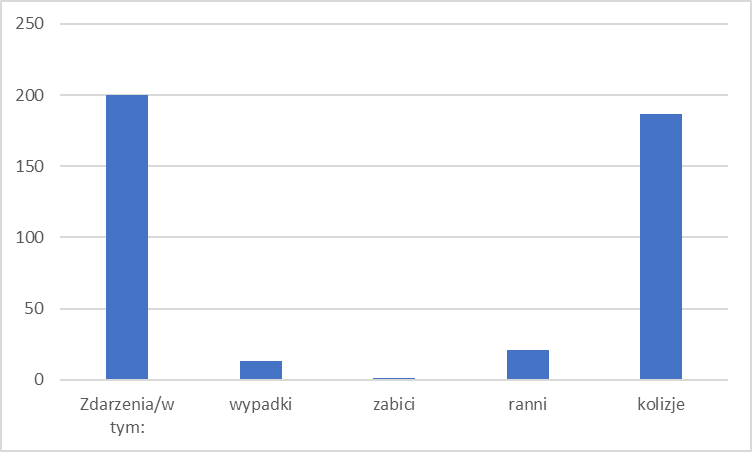 250
200
150
100
50
0
Zdarzenia/w
tym:
wypadki
zabici
ranni
kolizje